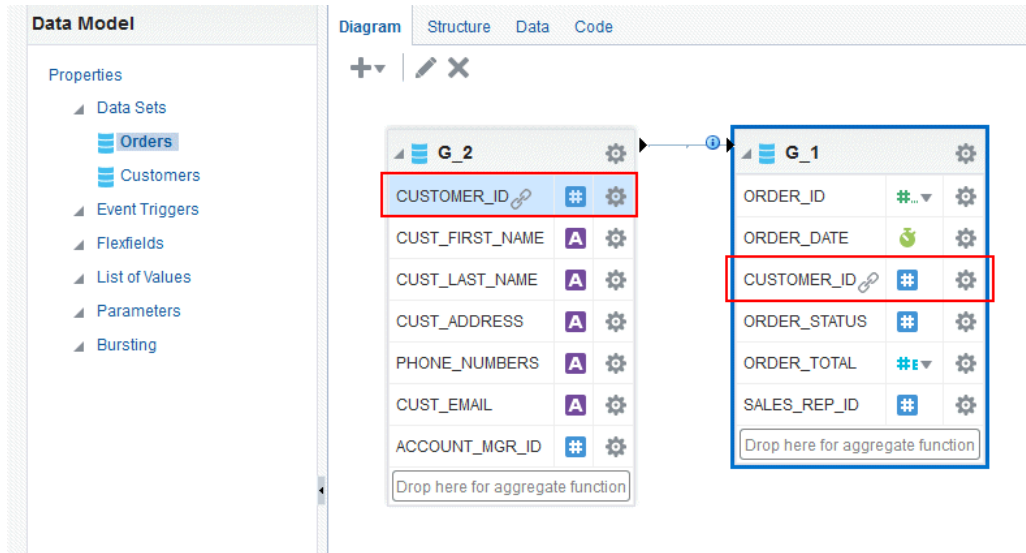 Data Model
Properties
Data Sets
Orders
Customers
Event Triggers
Flexfields
List of Values
Parameters
Bursting
Diagram Structure Data Code
G_2
CUSTOMER_ID #
CUST_FIRST_NAME A
CUST_LAST_NAME A
CUST_ADDRESS A
PHONE_NUMBERS A
CUST_EMAIL A
ACCOUNT_MGR_ID #
Drop here for aggregate function
G_1
ORDER_ID #...
ORDER_DATE
CUSTOMER_ID #
ORDER_STATUS #
ORDER_TOTAL #E
SALES_REP_ID #
Drop here for aggregate function